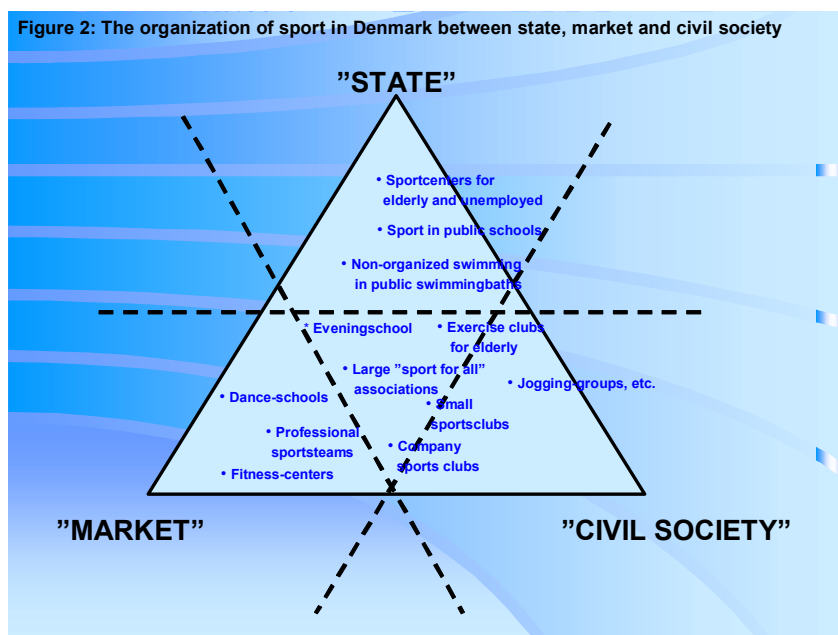 Figure 2: The organization of sport in Denmark between state, market and civil society
”STATE”
• Sportcenters for
elderly and unemployed
• Sport in public schools
• Non-organized swimming
in public swimmingbaths
* Eveningschool
• Exercise clubs
for elderly
• Large ”sport for all”
associations
• Jogging-groups, etc.
• Dance-schools
• Small
sportsclubs
• Professional
sportsteams
• Company
sports clubs
• Fitness-centers
”MARKET”
”CIVIL SOCIETY”